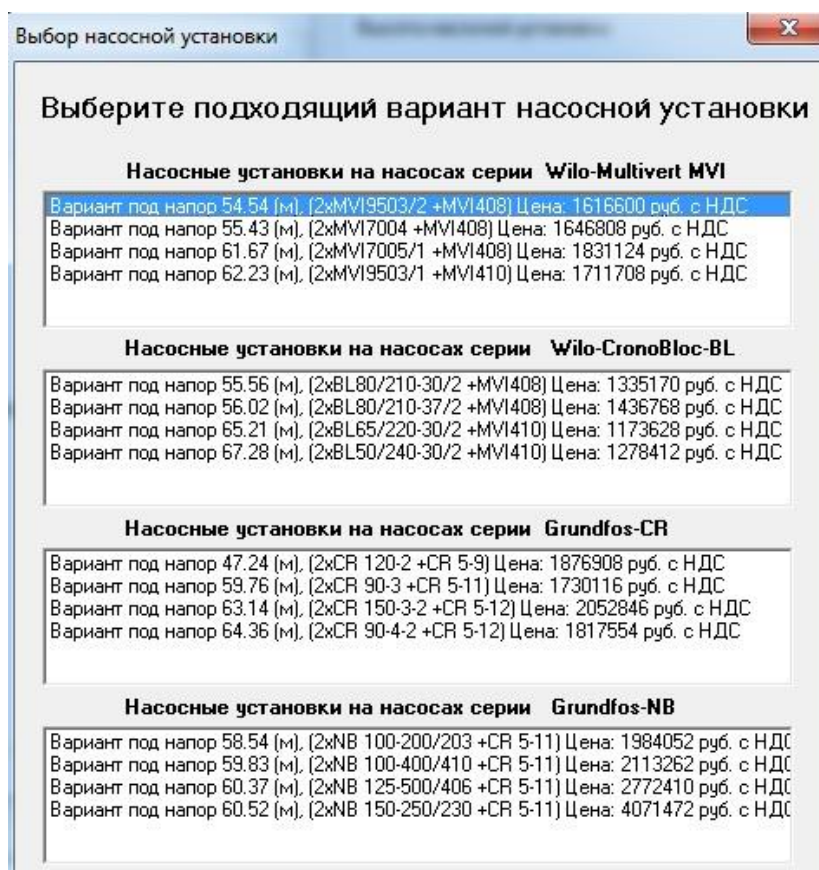 Выбор насосной установки
Выберите подходящий вариант насосной установки
Насосные установки на насосах серии Wilo-Multivert MVI
Вариант под напор 54.54 (м), (2xMVI9503/2 +MVI408) Цена: 1616600 руб. с НДС
Вариант под напор 55.43 (м), (2xMVI7004 +MVI408) Цена: 1646808 руб. с НДС
Вариант под напор 61.67 (м), (2xMVI7005/1 +MVI408) Цена: 1831124 руб. с НДС
Вариант под напор 62.23 (м), (2xMVI9503/1 +MVI410) Цена: 1711708 руб. с НДС
Насосные установки на насосах серии Wilo-CronoBloc-BL
Вариант под напор 55.56 (м), (2xBL80/210-30/2 +MVI408) Цена: 1335170 руб. с НДС
Вариант под напор 56.02 (м), (2xBL80/210-37/2 +MVI408) Цена: 1436768 руб. с НДС
Вариант под напор 65.21 (м), (2xBL65/220-30/2 +MVI410) Цена: 1173628 руб. с НДС
Вариант под напор 67.28 (м), (2xBL50/240-30/2 +MVI410) Цена: 1278412 руб. с НДС
Насосные установки на насосах серии Grundfos-CR
Вариант под напор 47.24 (м), (2xCR 120-2 +CR 5-9) Цена: 1876908 руб. с НДС
Вариант под напор 59.76 (м), (2xCR 90-3 +CR 5-11) Цена: 1730116 руб. с НДС
Вариант под напор 63.14 (м), (2xCR 150-3-2 +CR 5-12) Цена: 2052846 руб. с НДС
Вариант под напор 64.36 (м), (2xCR 90-4-2 +CR 5-12) Цена: 1817554 руб. с НДС
Насосные установки на насосах серии Grundfos-NB
Вариант под напор 58.54 (м), (2xNB 100-200/203 +CR 5-11) Цена: 1984052 руб. с НДС
Вариант под напор 59.83 (м), (2xNB 100-400/410 +CR 5-11) Цена: 2113262 руб. с НДС
Вариант под напор 60.37 (м), (2xNB 125-500/406 +CR 5-11) Цена: 2772410 руб. с НДС
Вариант под напор 60.52 (м), (2xNB 150-250/230 +CR 5-11) Цена: 4071472 руб. с НДС